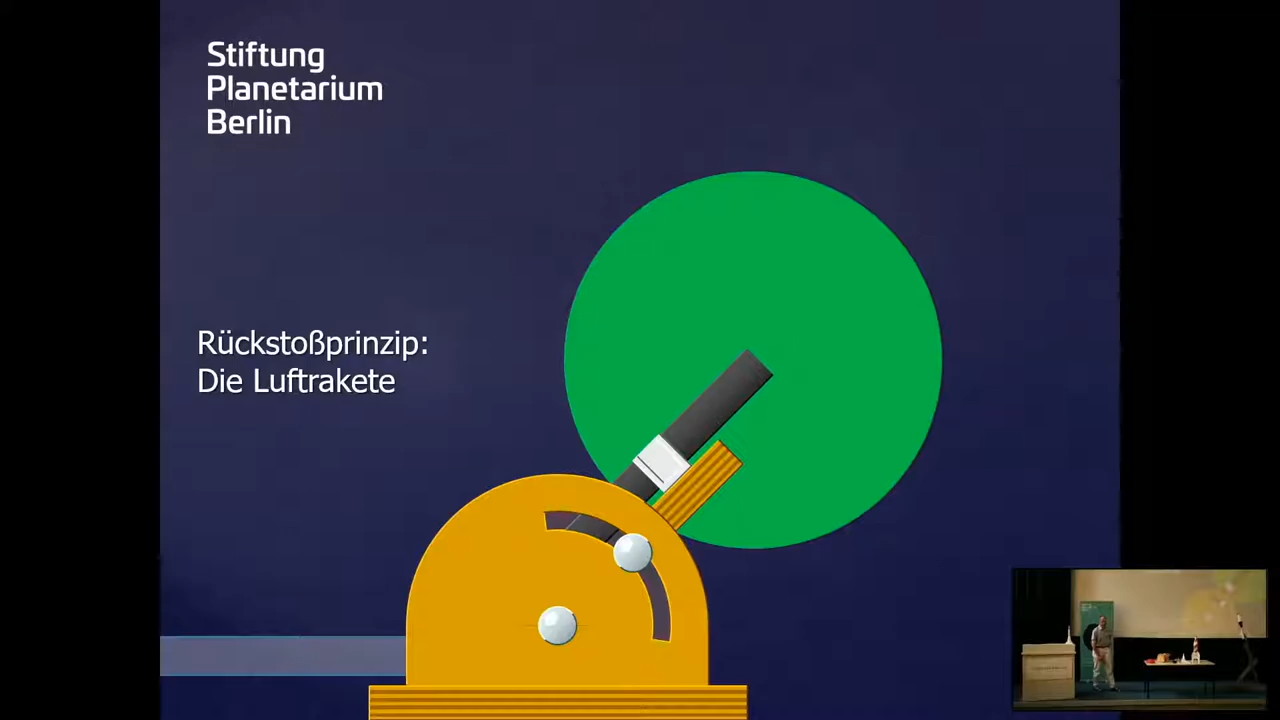 Stiftung
Planetarium
Berlin
Rückstoßprinzip:
Die Luftrakete